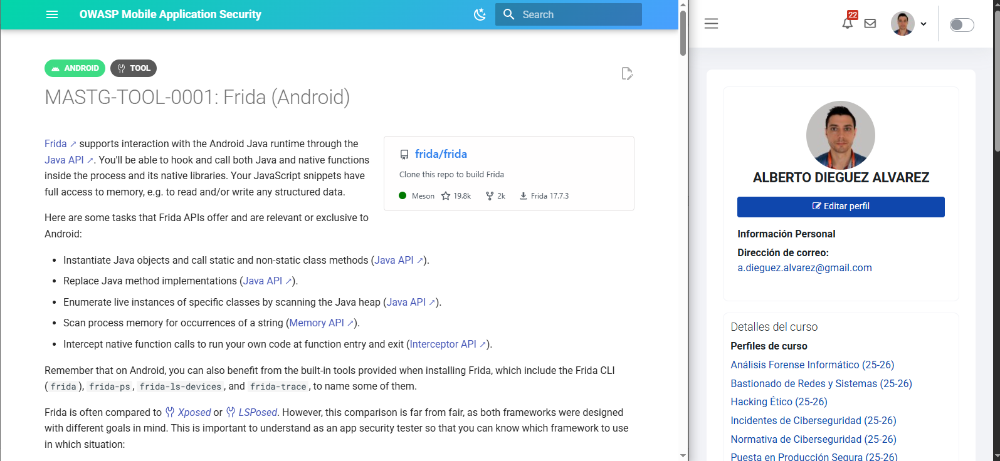 OWASP Mobile Application Security
Search
ANDROID
TOOL
MASTG-TOOL-0001: Frida (Android)
Frida ↗ supports interaction with the Android Java runtime through the
Java API ↗. You'll be able to hook and call both Java and native functions
inside the process and its native libraries. Your JavaScript snippets have
full access to memory, e.g. to read and/or write any structured data.
frida/frida
Clone this repo to build Frida
Meson 19.8k 2k Frida 17.7.3
Here are some tasks that Frida APIs offer and are relevant or exclusive to
Android:
• Instantiate Java objects and call static and non-static class methods (Java API ↗).
• Replace Java method implementations (Java API ↗).
• Enumerate live instances of specific classes by scanning the Java heap (Java API ↗).
• Scan process memory for occurrences of a string (Memory API ↗).
• Intercept native function calls to run your own code at function entry and exit (Interceptor API ↗).
Remember that on Android, you can also benefit from the built-in tools provided when installing Frida, which include the Frida CLI
(frida), frida-ps, frida-ls-devices, and frida-trace, to name some of them.
Frida is often compared to Xposed or LSPosed. However, this comparison is far from fair, as both frameworks were designed
with different goals in mind. This is important to understand as an app security tester so that you can know which framework to use
in which situation:
22
ALBERTO DIEGUEZ ALVAREZ
Editar perfil
Información Personal
Dirección de correo:
a.dieguez.alvarez@gmail.com
Detalles del curso
Perfiles de curso
Análisis Forense Informático (25-26)
Bastionado de Redes y Sistemas (25-26)
Hacking Ético (25-26)
Incidentes de Ciberseguridad (25-26)
Normativa de Ciberseguridad (25-26)
Puesta en Producción Segura (25-26)